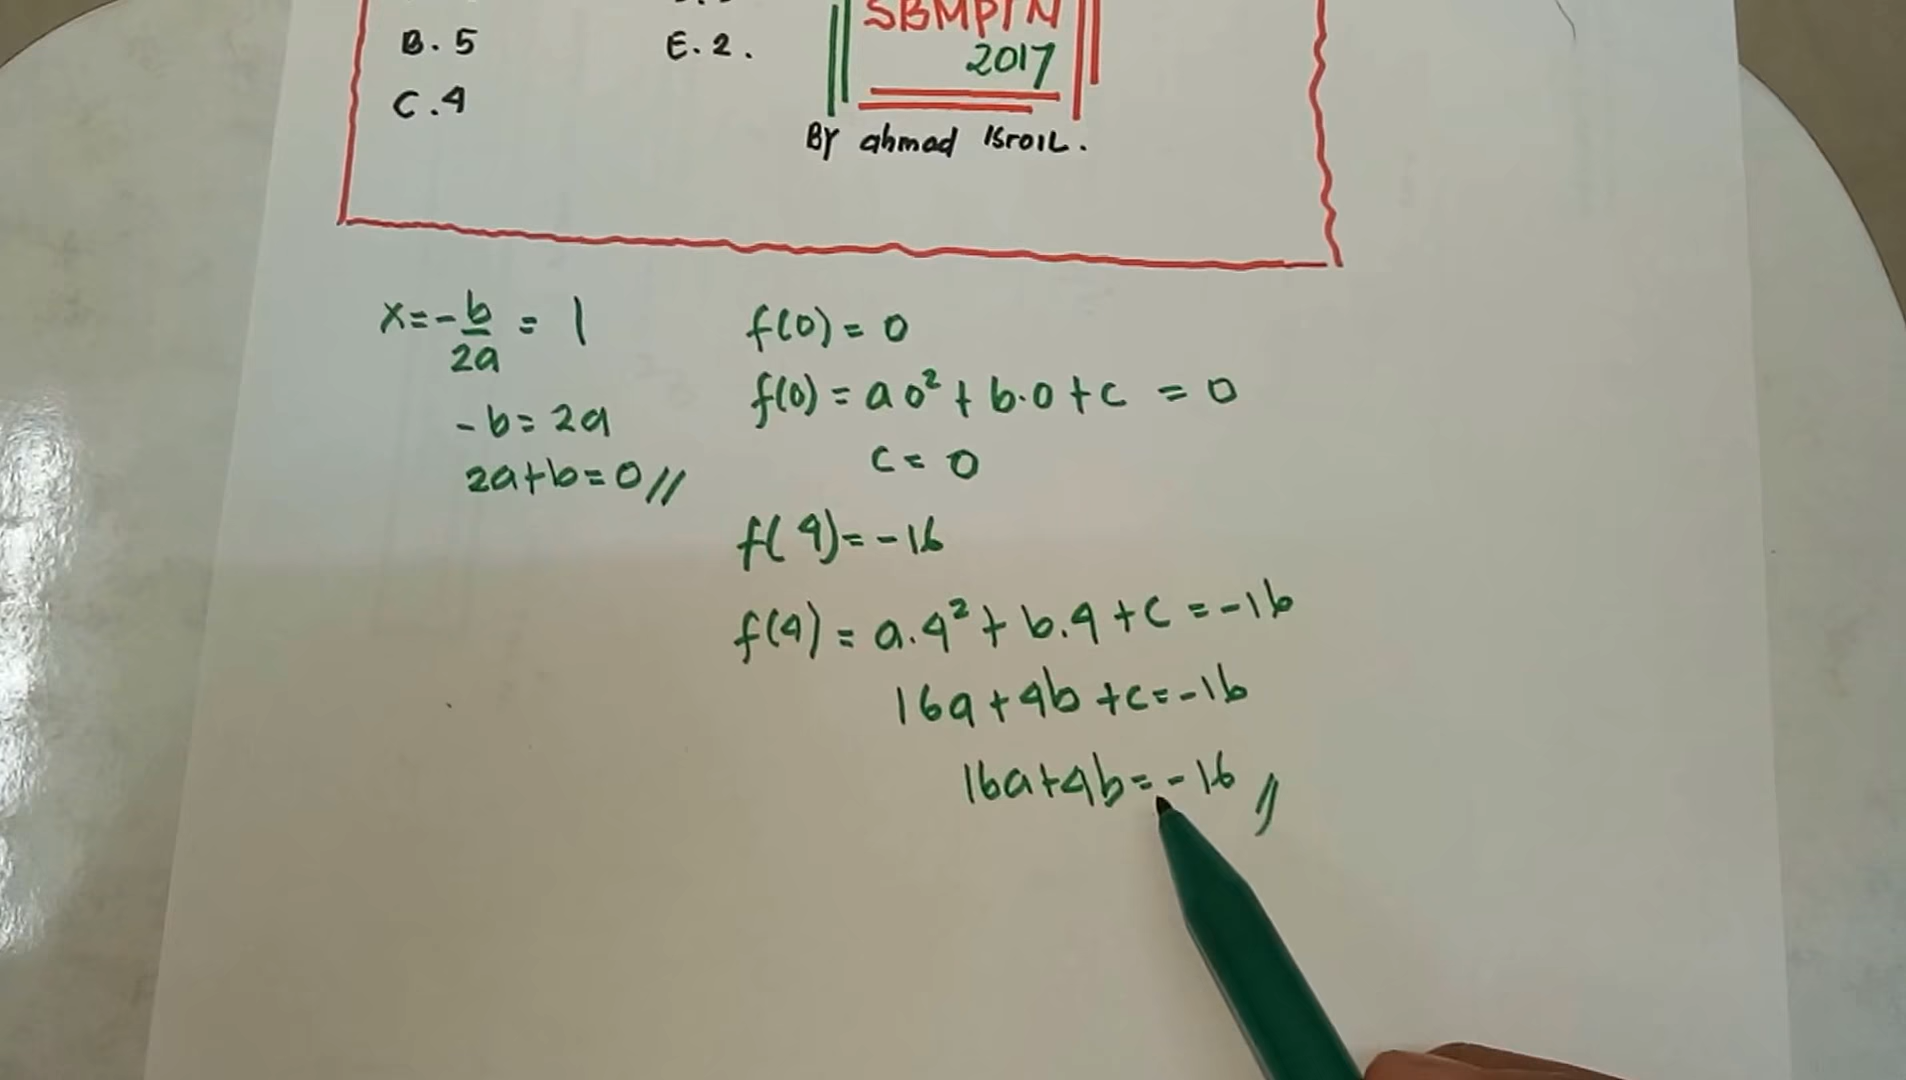 B. 5
E. 2.
C. 4
SBMPTN
2017
BY ahmad ISroIL.
x = - b/2a = 1
-b = 2a
2a + b = 0 //
f(0) = 0
f(0) = a 0² + b . 0 + c = 0
c = 0
f(4) = -16
f(4) = a . 4² + b . 4 + c = -16
16a + 4b + c = -16
16a + 4b = -16 //